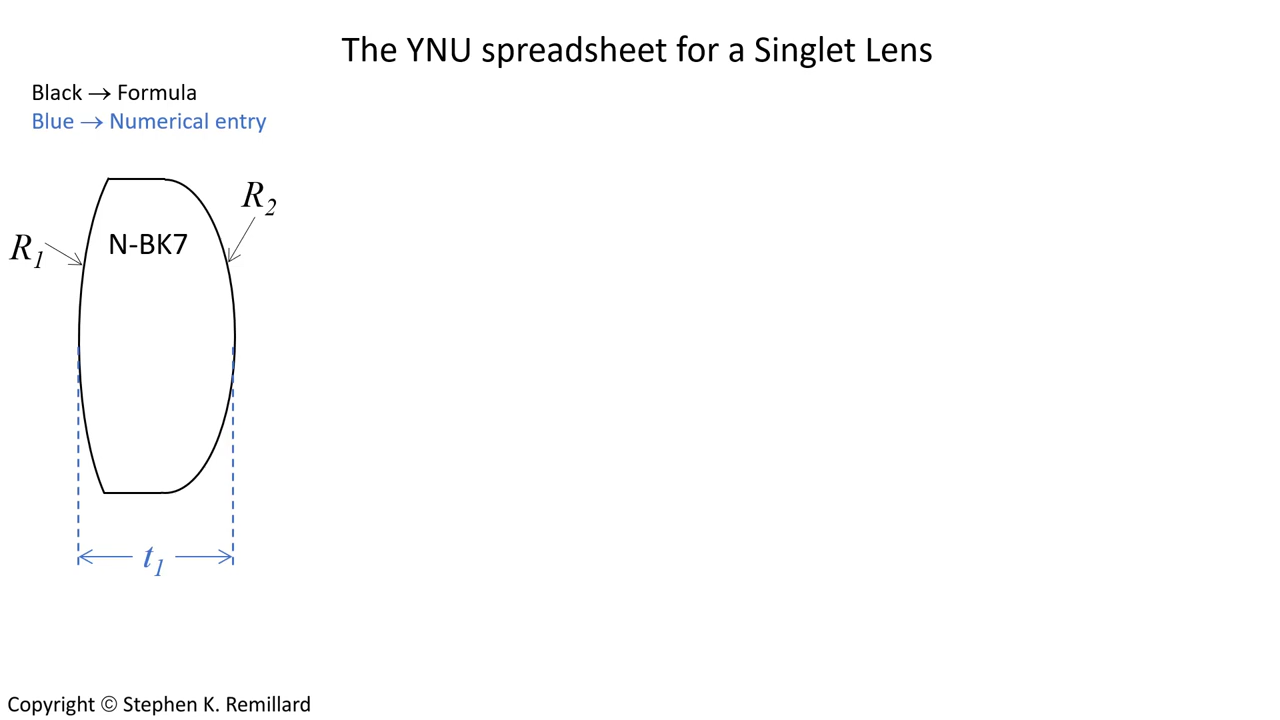 The YNU spreadsheet for a Singlet Lens
Black → Formula
Blue → Numerical entry
R2
R1
N-BK7
t1
Copyright © Stephen K. Remillard